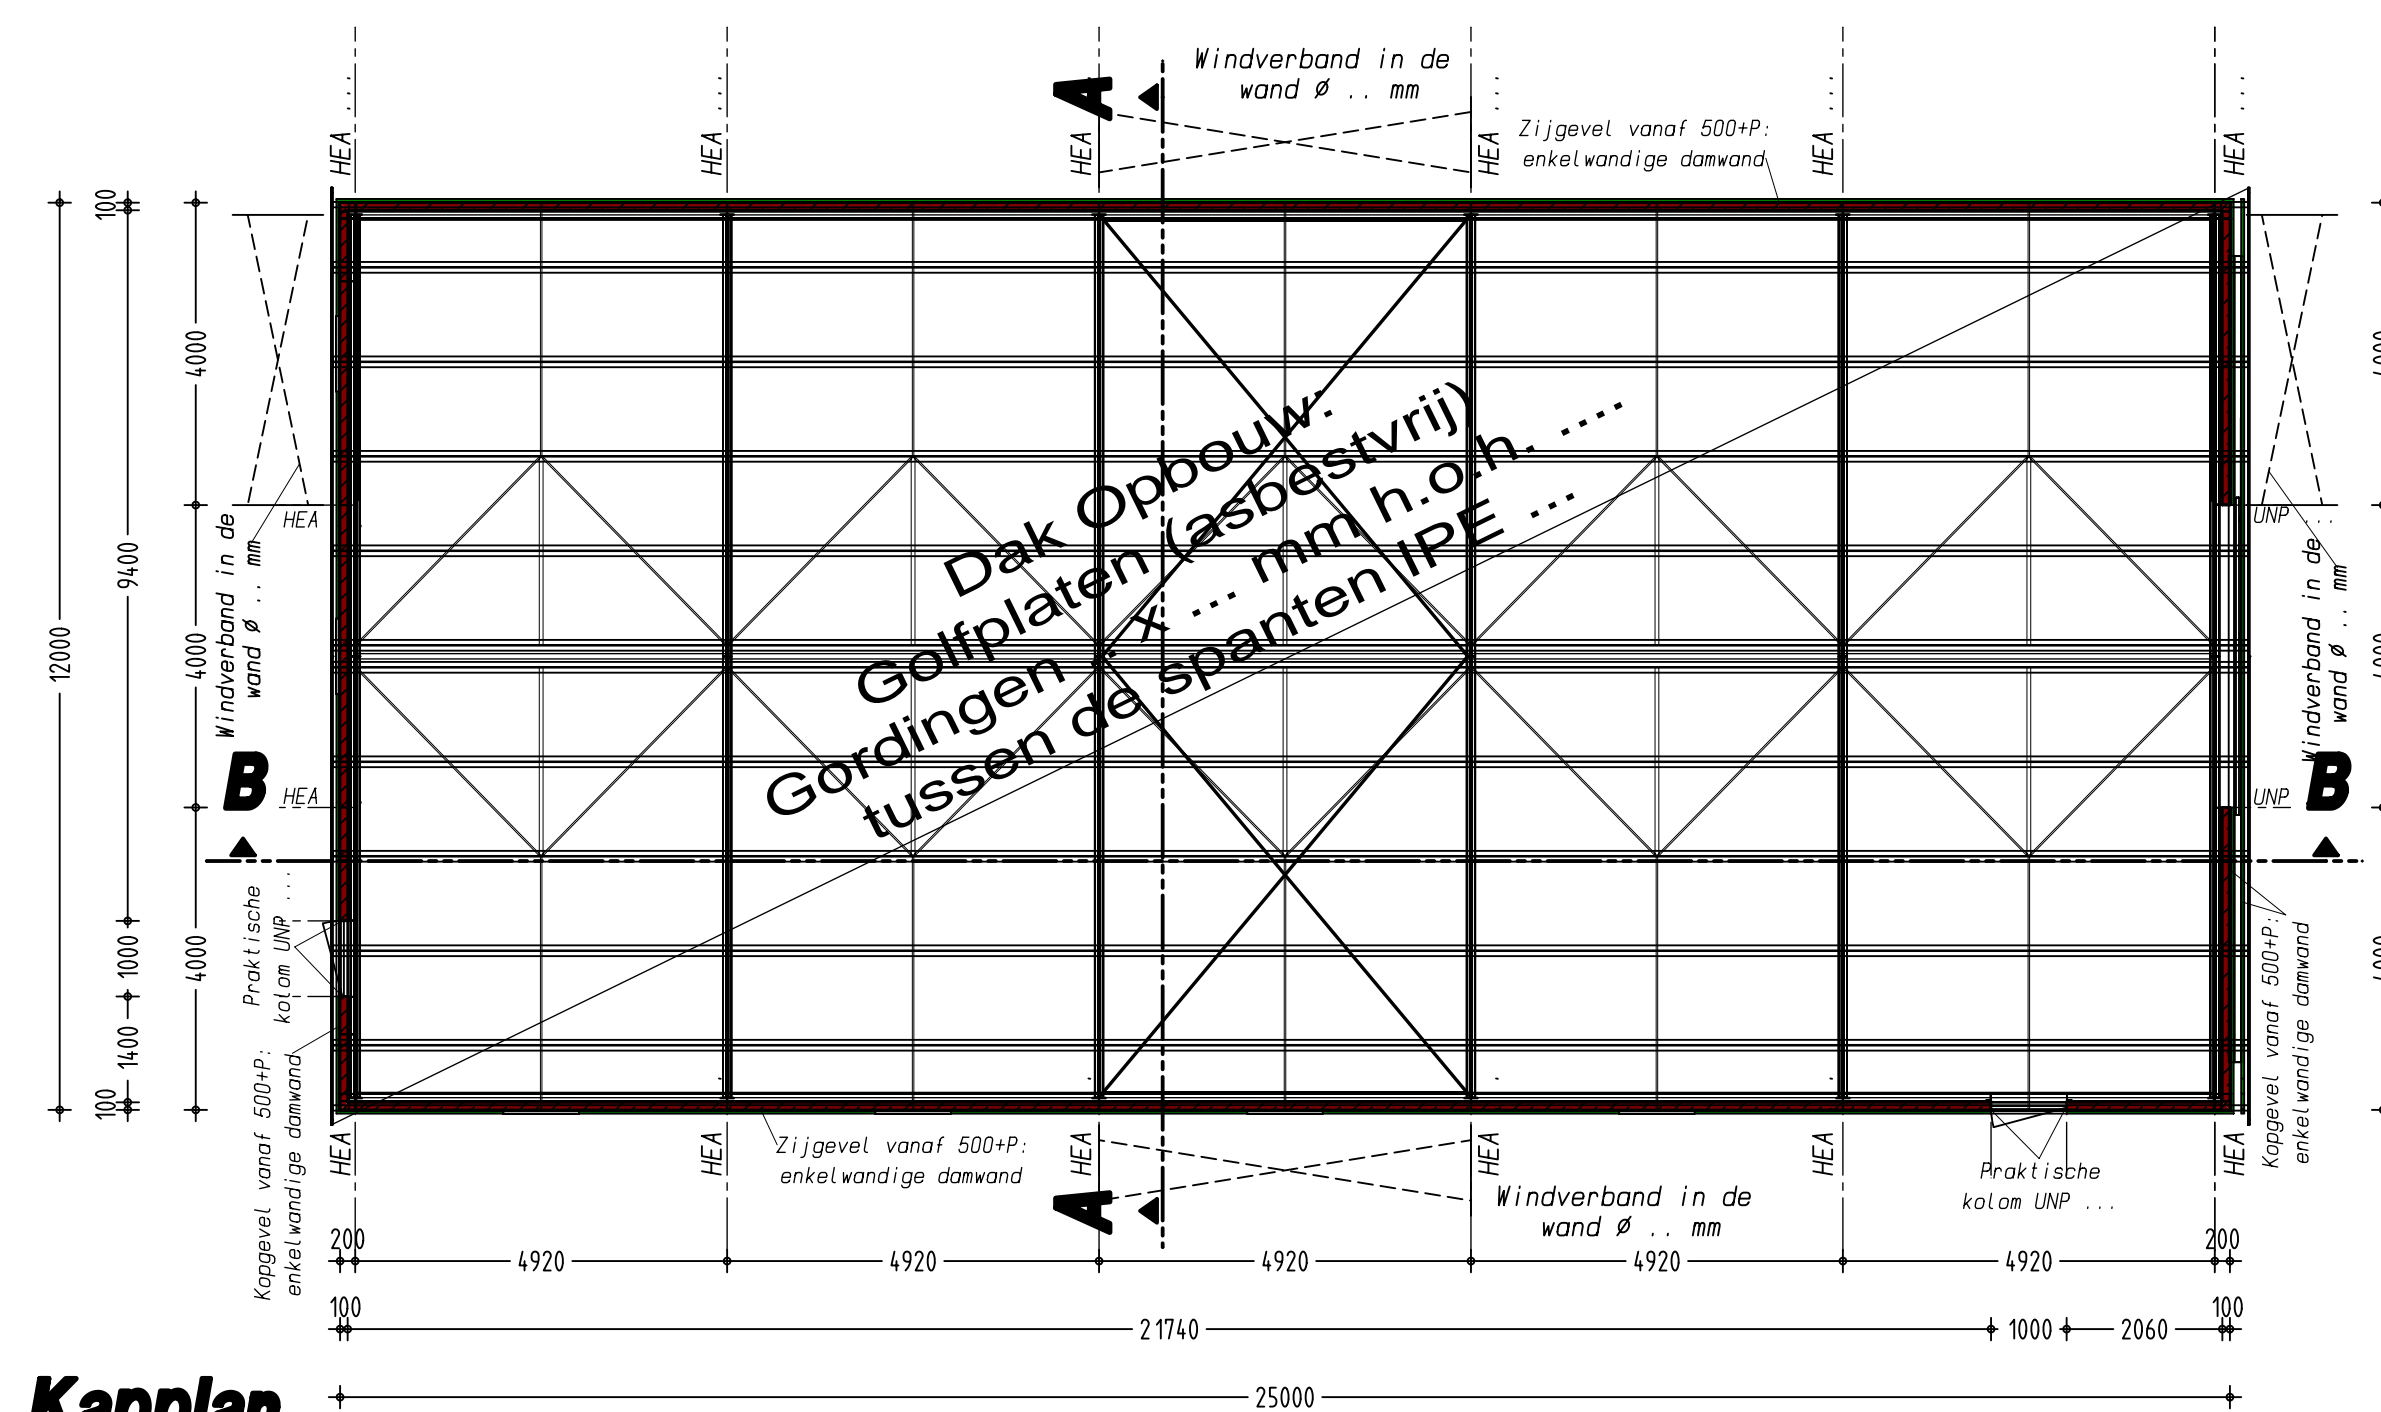 Windverband in de
wand Ø .. mm
HEA ...
HEA ...
HEA ...
HEA ...
HEA ...
HEA ...
Zijgevel vanaf 500+P:
enkelwandige damwand
A
100
4000
9400
12000
4000
4000
1000
1400
100
HEA
Windverband in de
wand Ø .. mm
B
HEA
Praktische
kolom UNP ...
Kopgevel vanaf 500+P:
enkelwandige damwand
Dak Opbouw:
Golfplaten (asbestvrij)
Gordingen .. x ... mm h.o.h. ....
tussen de spanten IPE ...
UNP ...
Windverband in de
wand Ø .. mm
UNP
B
Kopgevel vanaf 500+P:
enkelwandige damwand
HEA
HEA
HEA
HEA
HEA
HEA
Zijgevel vanaf 500+P:
enkelwandige damwand
A
Windverband in de
wand Ø .. mm
Praktische
kolom UNP ...
200
4920
4920
4920
4920
4920
200
100
21740
1000
2060
100
25000
Kapplan